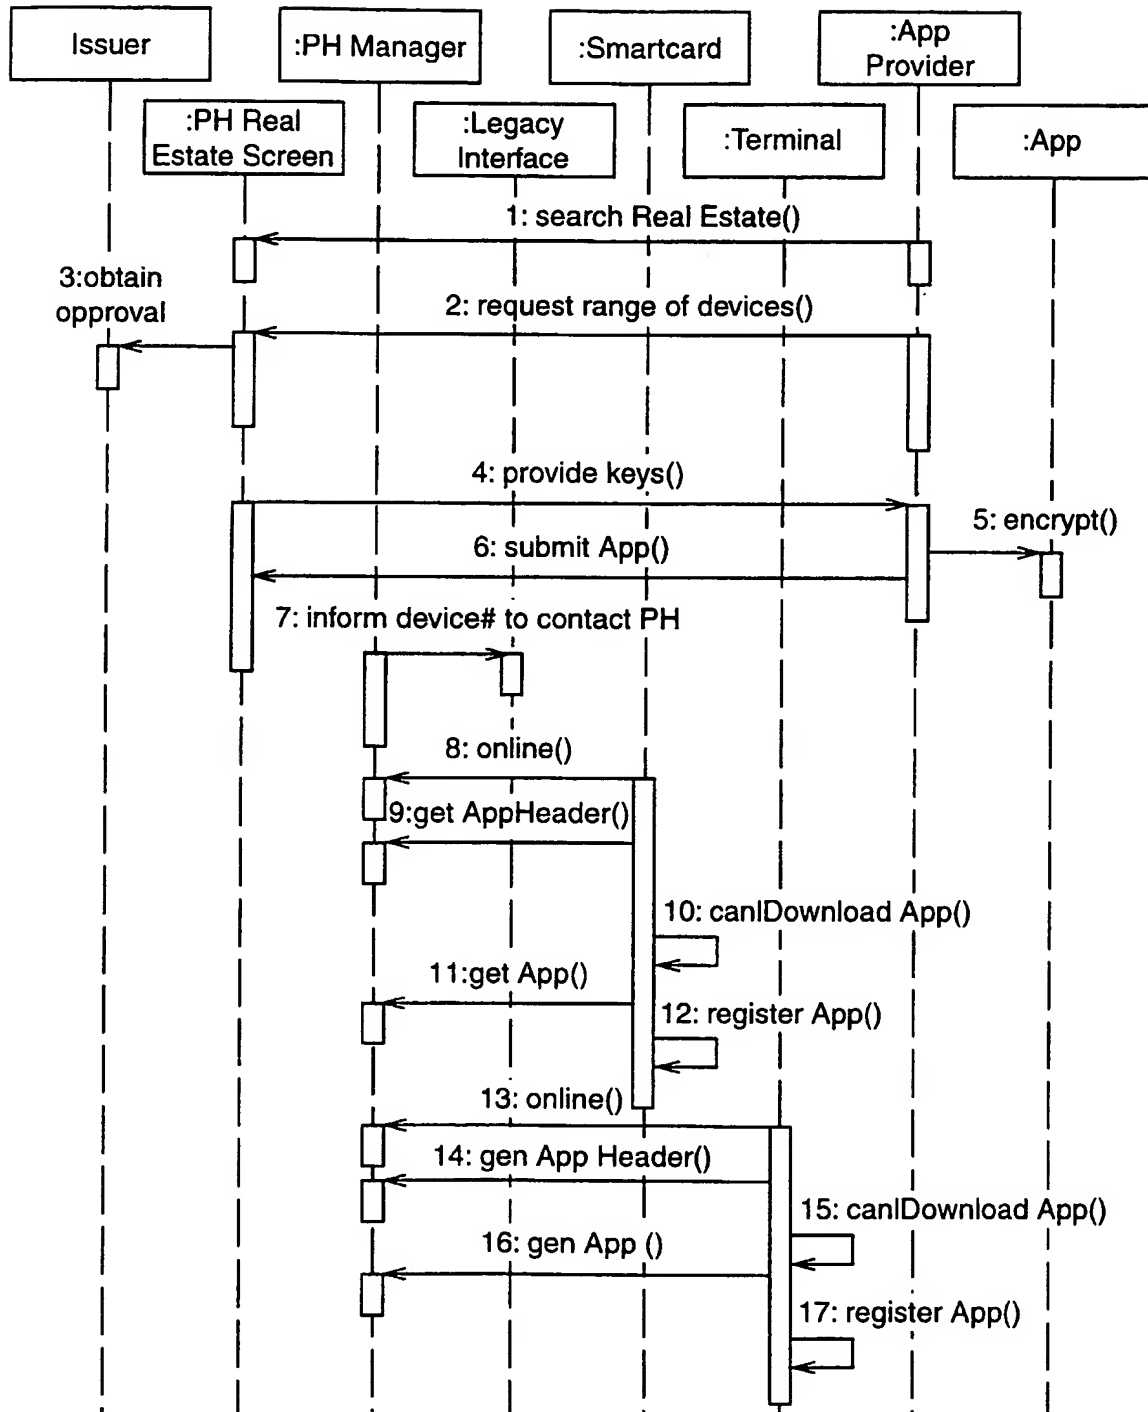 Issuer
:PH Manager
:Smartcard
:App
Provider
:PH Real
Estate Screen
:Legacy
Interface
:Terminal
:App
1: search Real Estate()
3:obtain
opproval
2: request range of devices()
4: provide keys()
5: encrypt()
6: submit App()
7: inform device# to contact PH
8: online()
9:get AppHeader()
10: canIDownload App()
11:get App()
12: register App()
13: online()
14: gen App Header()
15: canIDownload App()
16: gen App ()
17: register App()